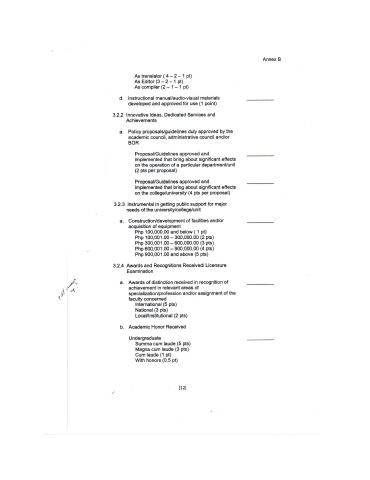 Annex B
As translator ( 4 – 2 – 1 pt)
As Editor (3 – 2 – 1 pt)
As compiler (2 – 1 – 1 pt)
d. Instructional manual/audio-visual materials
developed and approved for use (1 point)
3.2.2 Innovative Ideas, Dedicated Services and
Achievements
a. Policy proposals/guidelines duly approved by the
academic council, administrative council and/or
BOR
Proposal/Guidelines approved and
implemented that bring about significant effects
on the operation of a particular department/unit
(2 pts per proposal)
Proposal/Guidelines approved and
implemented that bring about significant effects
on the college/university (4 pts per proposal)
3.2.3 Instrumental in getting public support for major
needs of the university/college/unit
a. Construction/development of facilities and/or
acquisition of equipment
Php 100,000.00 and below ( 1 pt)
Php 100,001.00 – 300,000.00 (2 pts)
Php 300,001.00 – 600,000.00 (3 pts)
Php 600,001.00 – 900,000.00 (4 pts)
Php 900,001.00 and above (5 pts)
3.2.4 Awards and Recognitions Received/ Licensure
Examination
a. Awards of distinction received in recognition of
achievement in relevant areas of
specialization/profession and/or assignment of the
faculty concerned
International (5 pts)
National (3 pts)
Local/Institutional (2 pts)
b. Academic Honor Received
Undergraduate
Summa cum laude (5 pts)
Magna cum laude (3 pts)
Cum laude (1 pt)
With honors (0.5 pt)
[12]